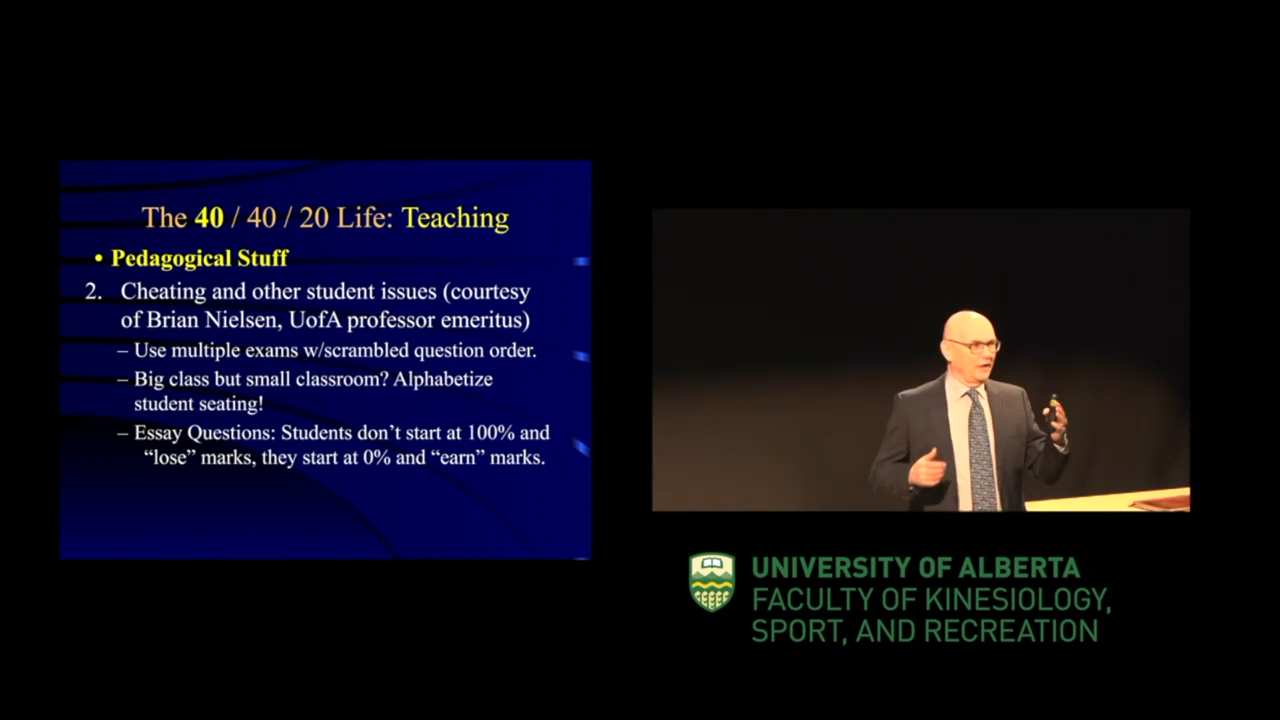 The 40 / 40 / 20 Life: Teaching
• Pedagogical Stuff
2. Cheating and other student issues (courtesy
of Brian Nielsen, UofA professor emeritus)
– Use multiple exams w/scrambled question order.
– Big class but small classroom? Alphabetize
student seating!
– Essay Questions: Students don’t start at 100% and
“lose” marks, they start at 0% and “earn” marks.
UNIVERSITY OF ALBERTA
FACULTY OF KINESIOLOGY,
SPORT, AND RECREATION